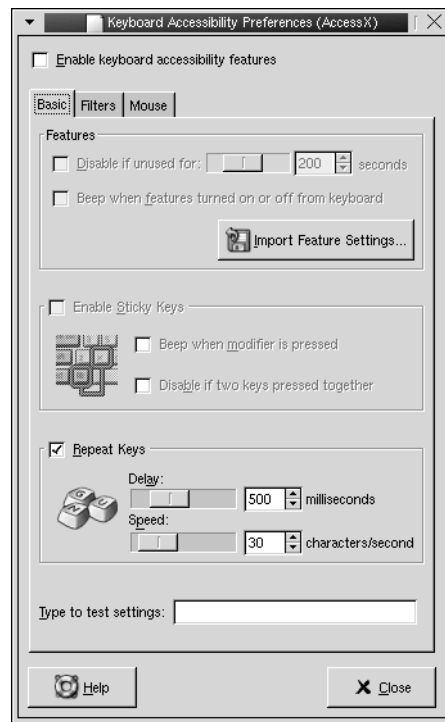 Keyboard Accessibility Preferences (AccessX)
Enable keyboard accessibility features
Basic Filters Mouse
Features
Disable if unused for: 200 seconds
Beep when features turned on or off from keyboard
Import Feature Settings...
Enable Sticky Keys
Beep when modifier is pressed
Disable if two keys pressed together
Repeat Keys
Delay:
500 milliseconds
Speed:
30 characters/second
Type to test settings:
Help Close